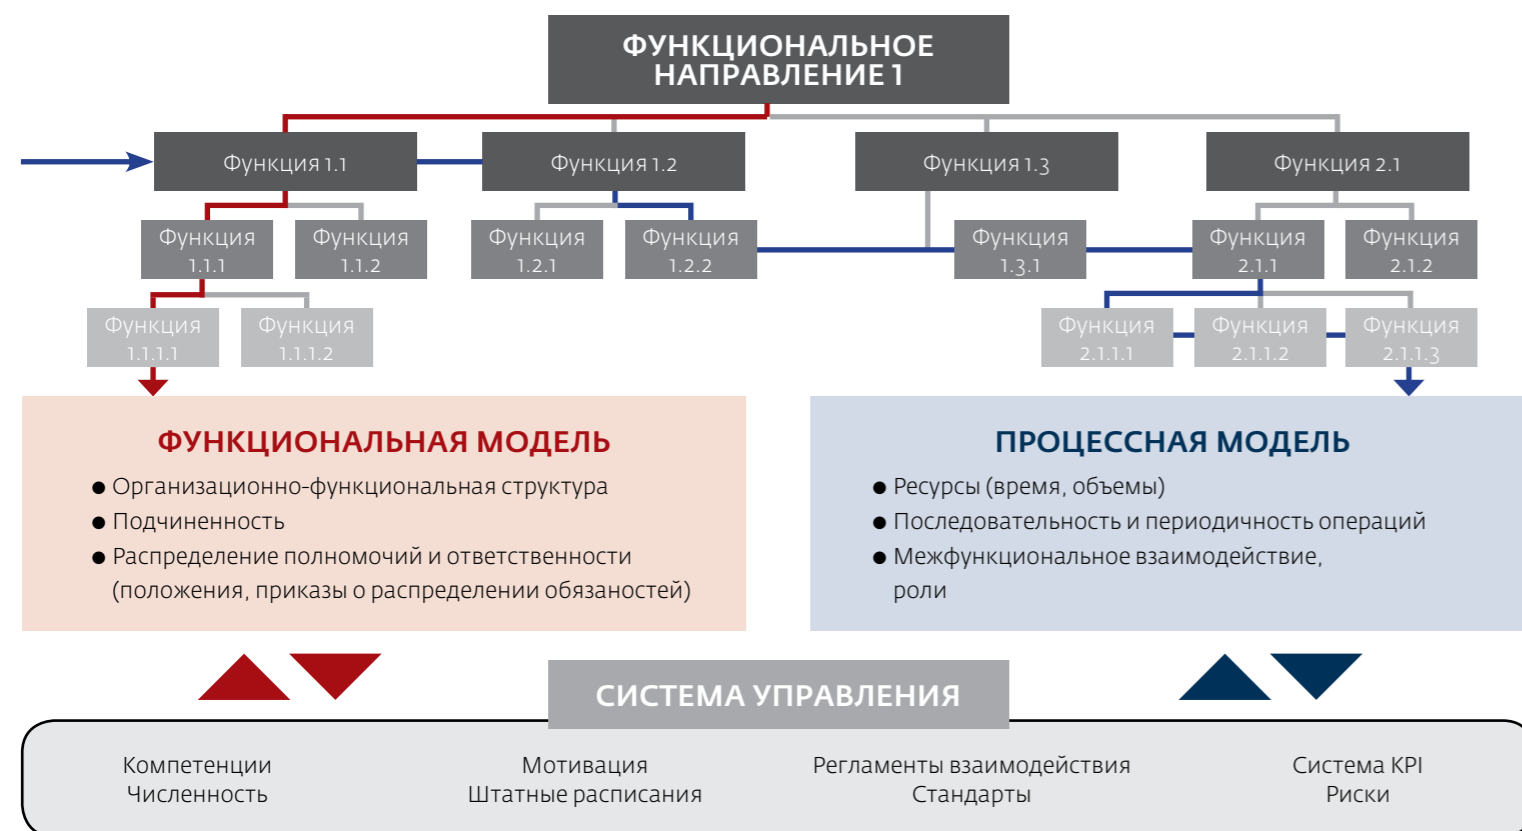 ФУНКЦИОНАЛЬНОЕ
НАПРАВЛЕНИЕ 1
Функция 1.1
Функция 1.2
Функция 1.3
Функция 2.1
Функция
1.1.1
Функция
1.1.2
Функция
1.2.1
Функция
1.2.2
Функция
1.3.1
Функция
2.1.1
Функция
2.1.2
Функция
1.1.1.1
Функция
1.1.1.2
Функция
2.1.1.1
Функция
2.1.1.2
Функция
2.1.1.3
ФУНКЦИОНАЛЬНАЯ МОДЕЛЬ
● Организационно-функциональная структура
● Подчиненность
● Распределение полномочий и ответственности
(положения, приказы о распределении обязаностей)
ПРОЦЕССНАЯ МОДЕЛЬ
● Ресурсы (время, объемы)
● Последовательность и периодичность операций
● Межфункциональное взаимодействие,
роли
СИСТЕМА УПРАВЛЕНИЯ
Компетенции
Численность
Мотивация
Штатные расписания
Регламенты взаимодействия
Стандарты
Система KPI
Риски